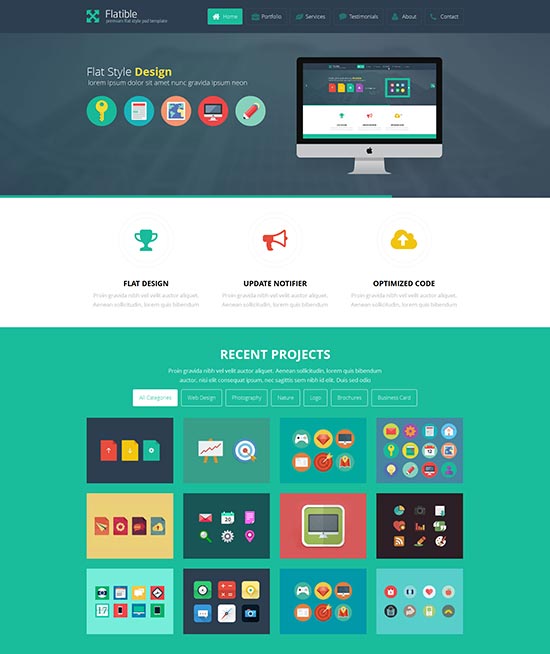 Flatible
premium flat style psd template
Home
Portfolio
Services
Testimonials
About
Contact
Flat Style Design
lorem ipsum dolor sit amet nunc gravida ipsum neon
FLAT DESIGN
Proin gravida nibh vel velit auctor aliquet,
Aenean sollicitudin, lorem quis bibendum
UPDATE NOTIFIER
Proin gravida nibh vel velit auctor aliquet,
Aenean sollicitudin, lorem quis bibendum
OPTIMIZED CODE
Proin gravida nibh vel velit auctor aliquet,
Aenean sollicitudin, lorem quis bibendum
RECENT PROJECTS
Proin gravida nibh vel velit auctor aliquet. Aenean sollicitudin, lorem quis bibendum
auctor, nisi elit consequat ipsum, nec sagittis sem nibh id elit. Duis sed odio
All Categories
Web Design
Photography
Nature
Logo
Brochures
Business Card
12
20
17